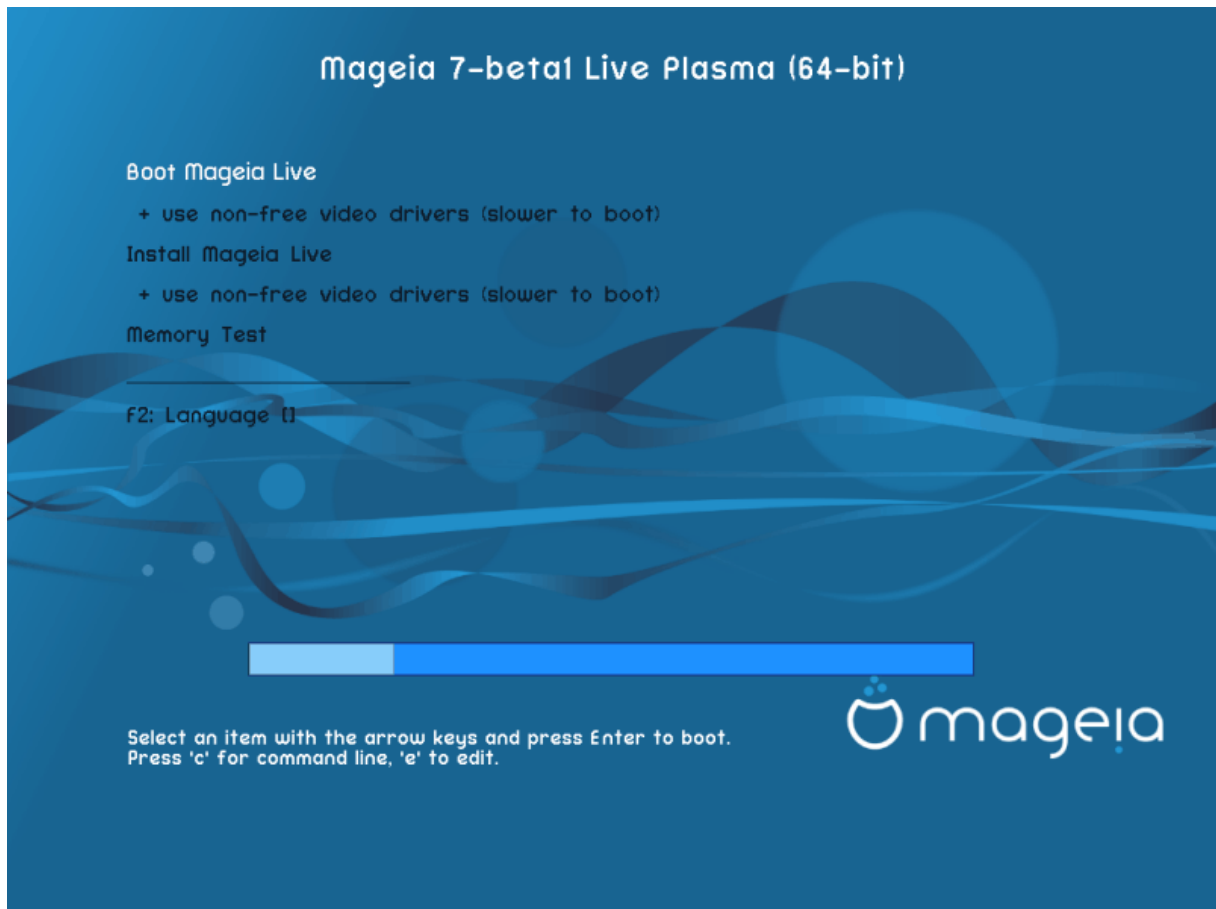 Mageia 7-beta1 Live Plasma (64-bit)
Boot Mageia Live
+ use non-free video drivers (slower to boot)
Install Mageia Live
+ use non-free video drivers (slower to boot)
Memory Test
F2: Language []
mageia
Select an item with the arrow keys and press Enter to boot.
Press 'c' for command line, 'e' to edit.